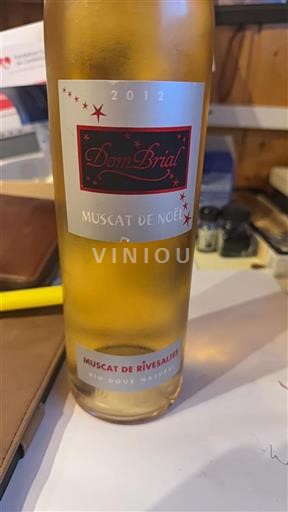 2012
Dom Brial
MUSCAT DE NOËL
VINIOU
MUSCAT DE RIVESALTES
VIN DOUX NATUREL